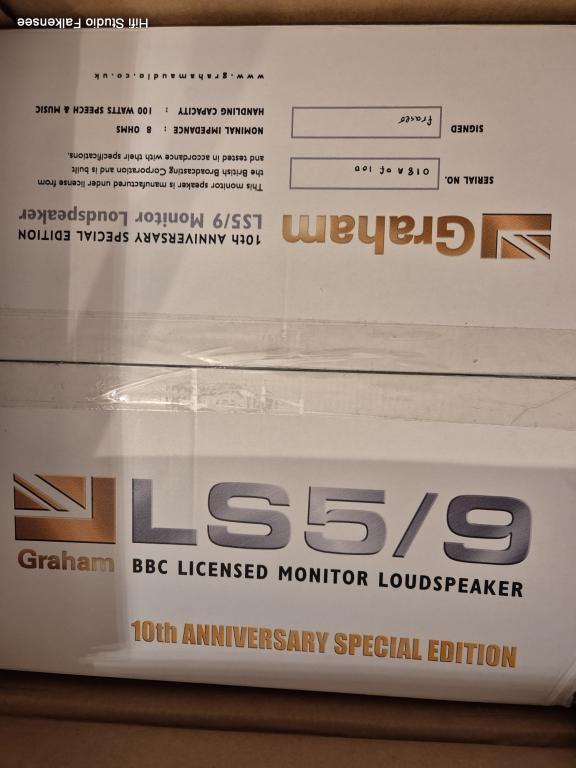 Hifi Studio Falkensee
Graham
10th ANNIVERSARY SPECIAL EDITION
LS5/9 Monitor Loudspeaker
This monitor speaker is manufactured under license from
the British Broadcasting Corporation and is built
and tested in accordance with their specifications.
SERIAL NO.
018 A of 100
NOMINAL IMPEDANCE : 8 OHMS
HANDLING CAPACITY : 100 WATTS SPEECH & MUSIC
SIGNED
www.grahamaudio.co.uk
Graham
LS5/9
BBC LICENSED MONITOR LOUDSPEAKER
10th ANNIVERSARY SPECIAL EDITION